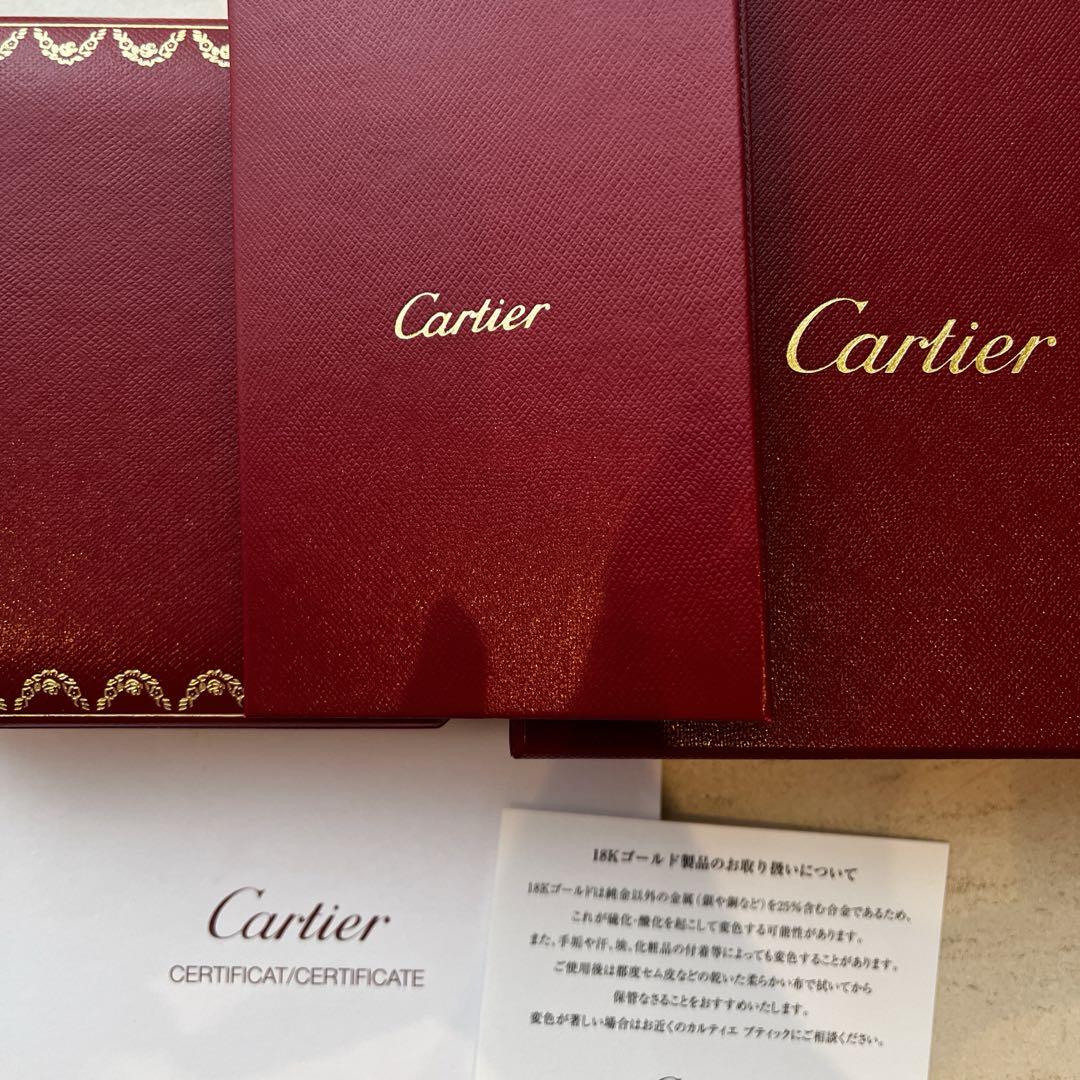 Cartier
Cartier
Cartier
CERTIFICAT/CERTIFICATE
18Kゴールド製品のお取り扱いについて
18Kゴールドは純金以外の金属（銀や銅など）を25%含む合金であるため、
これが硫化・酸化を起こして変色する可能性があります。
また、手垢や汗、埃、化粧品の付着等によっても変色することがあります。
ご使用後は都度セム皮などの乾いた柔らかい布で拭いてから
保管なさることをおすすめいたします。
変色が著しい場合はお近くのカルティエ ブティックにご相談ください。